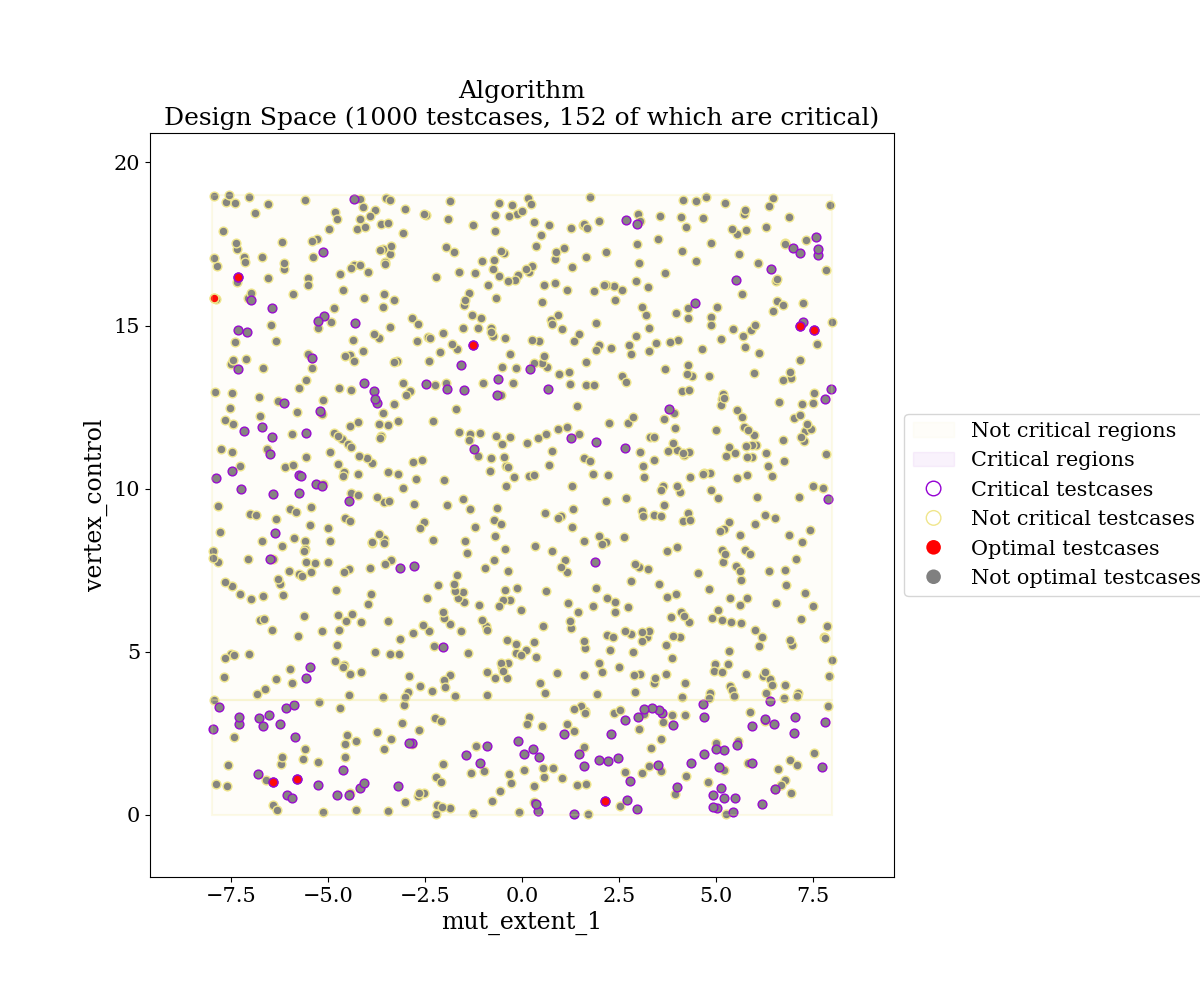 Algorithm
Design Space (1000 testcases, 152 of which are critical)
20
15
10
5
0
vertex_control
−7.5
−5.0
−2.5
0.0
2.5
5.0
7.5
mut_extent_1
Not critical regions
Critical regions
Critical testcases
Not critical testcases
Optimal testcases
Not optimal testcases